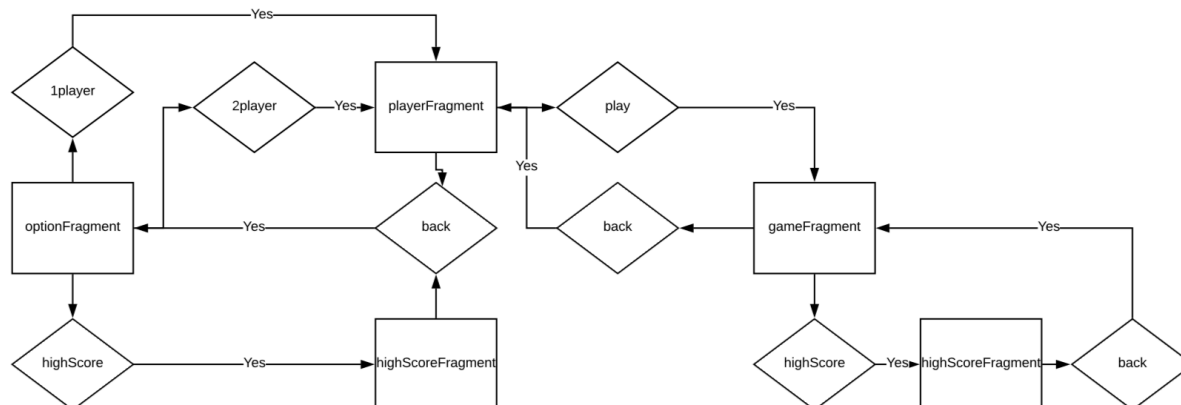 Yes
1player
2player
Yes
playerFragment
play
Yes
Yes
optionFragment
Yes
back
back
gameFragment
Yes
highScore
Yes
highScoreFragment
highScore
Yes
highScoreFragment
back